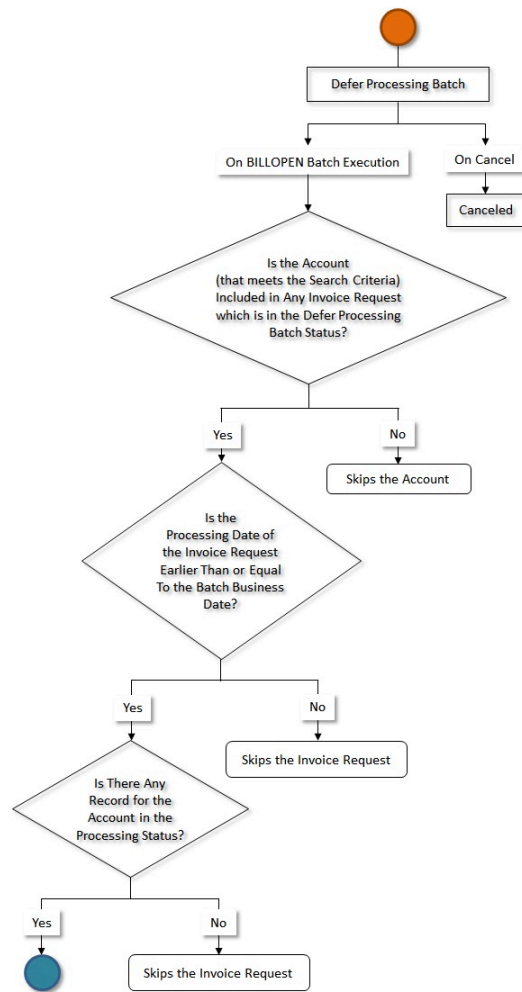 Defer Processing Batch
On BILLOPEN Batch Execution
On Cancel
Canceled
Is the Account
(that meets the Search Criteria)
Included in Any Invoice Request
which is in the Defer Processing
Batch Status?
Yes
No
Skips the Account
Is the
Processing Date of
the Invoice Request
Earlier Than or Equal
To the Batch Business
Date?
Yes
No
Skips the Invoice Request
Is There Any
Record for the
Account in the
Processing Status?
Yes
No
Skips the Invoice Request